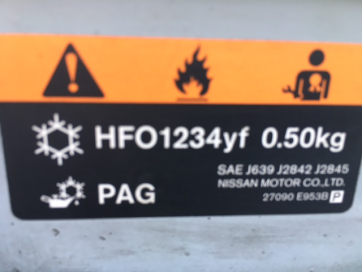 HFO1234yf 0.50kg
SAE J639 J2842 J2845
NISSAN MOTOR CO.,LTD.
PAG
27090 E953B P